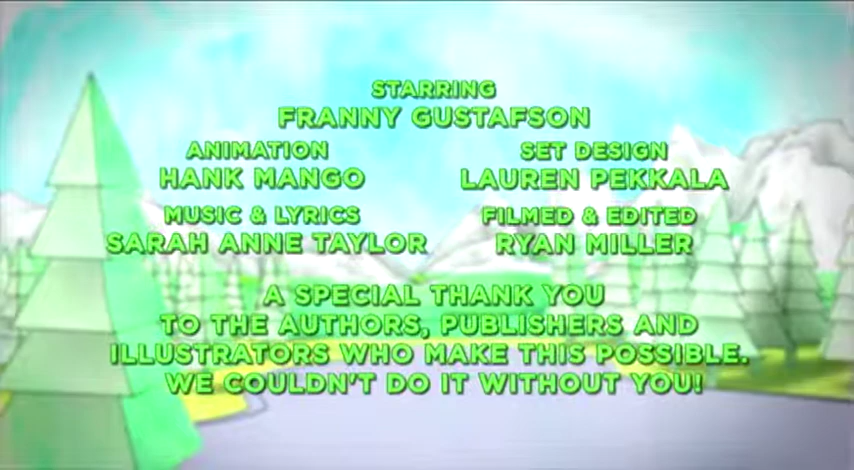 STARRING
FRANNY GUSTAFSON
ANIMATION
HANK MANGO
SET DESIGN
LAUREN PEKKALA
MUSIC & LYRICS
SARAH ANNE TAYLOR
FILMED & EDITED
RYAN MILLER
A SPECIAL THANK YOU
TO THE AUTHORS, PUBLISHERS AND
ILLUSTRATORS WHO MAKE THIS POSSIBLE.
WE COULDN'T DO IT WITHOUT YOU!